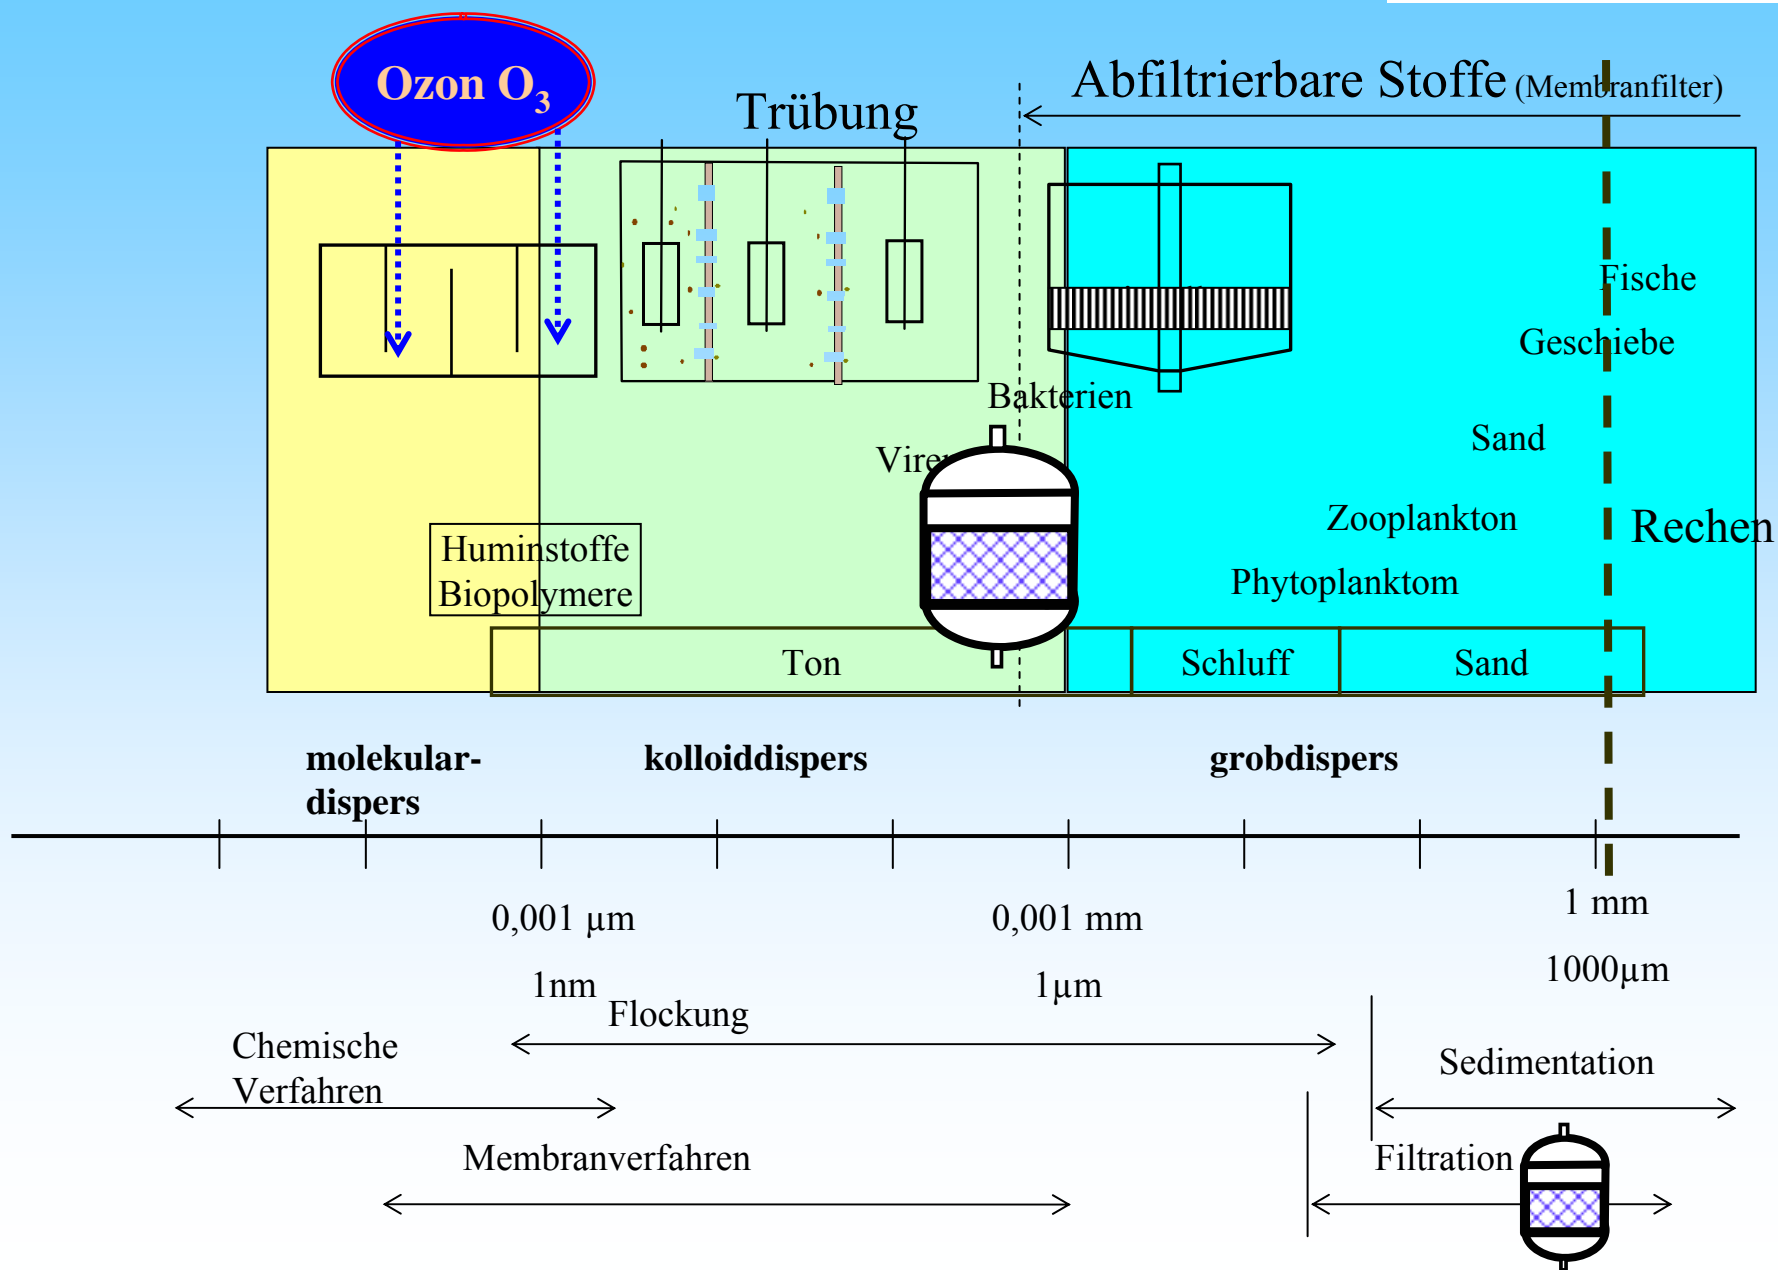 Ozon O3
Trübung
Abfiltrierbare Stoffe (Membranfilter)
Fische
Geschiebe
Bakterien
Sand
Zooplankton
Rechen
Huminstoffe
Biopolymere
Phytoplanktom
Ton
Schluff
Sand
molekular-
dispers
kolloiddispers
grobdispers
0,001 µm
0,001 mm
1 mm
1nm
1µm
1000µm
Flockung
Chemische
Verfahren
Sedimentation
Membranverfahren
Filtration